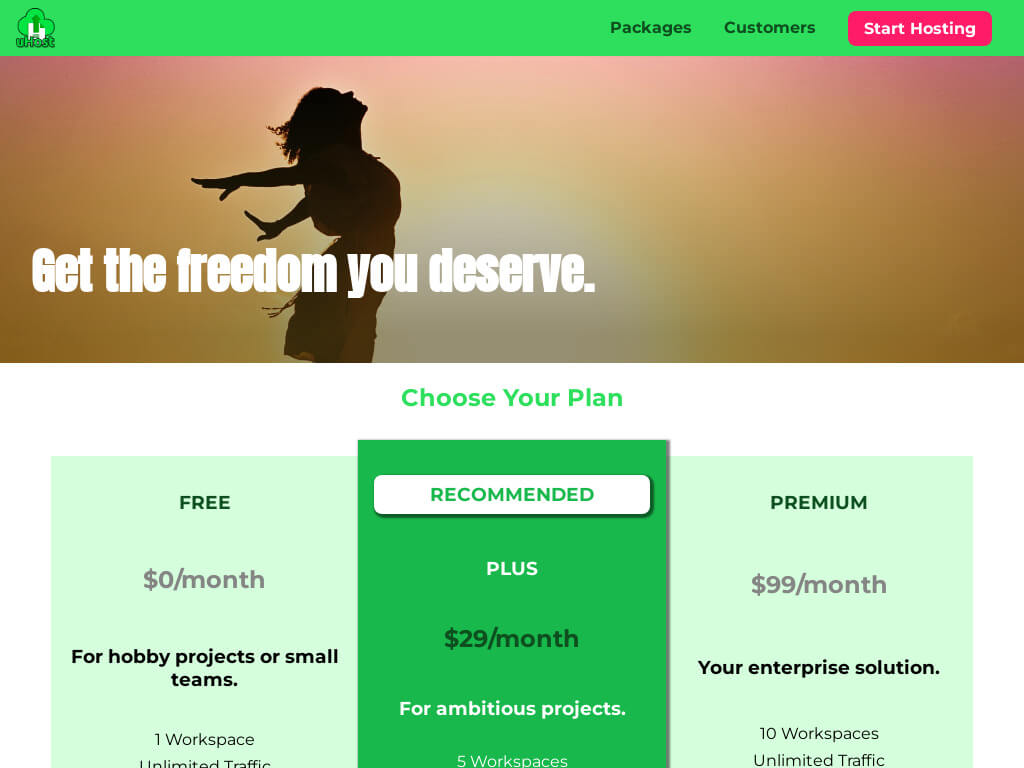 uHost
Packages
Customers
Start Hosting
Get the freedom you deserve.
Choose Your Plan
FREE
$0/month
For hobby projects or small
teams.
1 Workspace
Unlimited Traffic
RECOMMENDED
PLUS
$29/month
For ambitious projects.
5 Workspaces
PREMIUM
$99/month
Your enterprise solution.
10 Workspaces
Unlimited Traffic